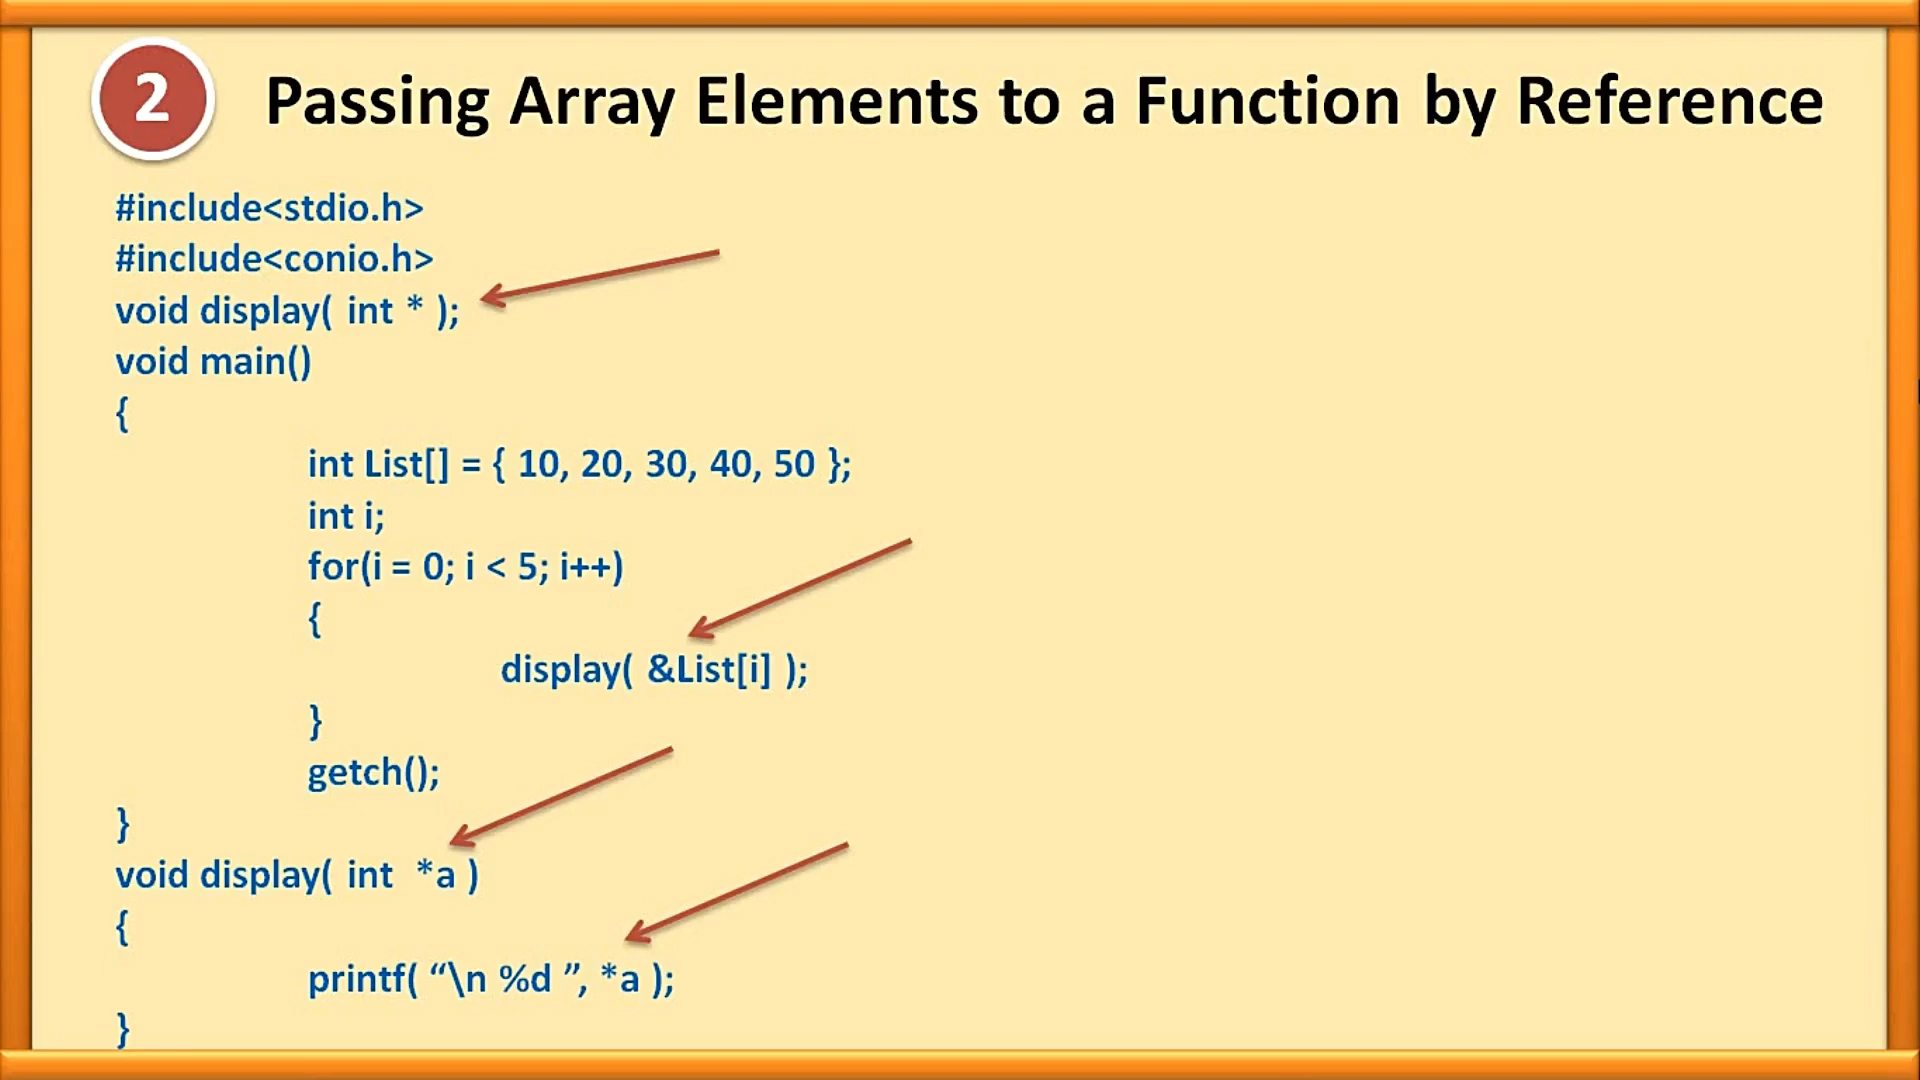 2
Passing Array Elements to a Function by Reference
#include<stdio.h>
#include<conio.h>
void display( int * );
void main()
{
int List[] = { 10, 20, 30, 40, 50 };
int i;
for(i = 0; i < 5; i++)
{
display( &List[i] );
}
getch();
}
void display( int  *a )
{
printf( “\n %d ”, *a );
}